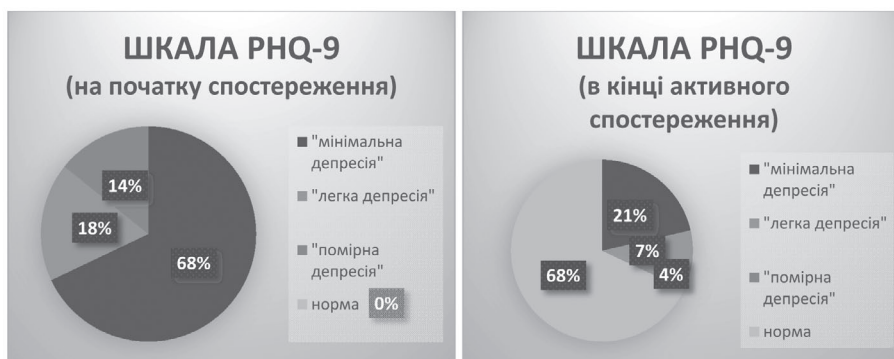 ШКАЛА PHQ-9
(на початку спостереження)
14%
18%
68%
"мінімальна
депресія"
"легка депресія"
"помірна
депресія"
норма 0%
ШКАЛА PHQ-9
(в кінці активного
спостереження)
21%
7%
4%
68%
"мінімальна
депресія"
"легка депресія"
"помірна
депресія"
норма